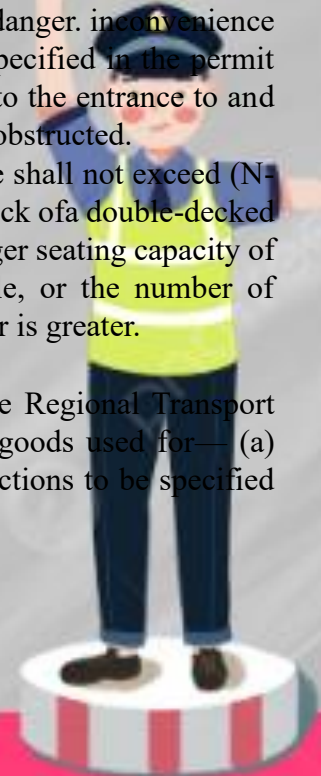 danger. inconvenience
pecified in the permit
to the entrance to and
obstructed.
e shall not exceed (N-
ck ofa double-decked
ger seating capacity of
le, or the number of
r is greater.
e Regional Transport
goods used for— (a)
ctions to be specified